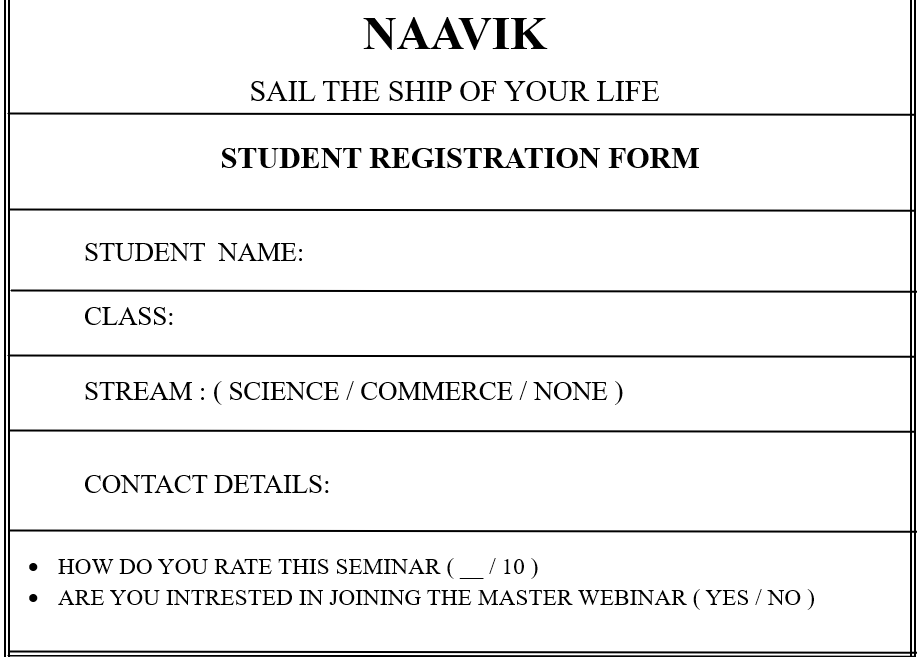 NAAVIK
SAIL THE SHIP OF YOUR LIFE
STUDENT REGISTRATION FORM
STUDENT  NAME:
CLASS:
STREAM : ( SCIENCE / COMMERCE / NONE )
CONTACT DETAILS:
• HOW DO YOU RATE THIS SEMINAR ( __ / 10 )
• ARE YOU INTRESTED IN JOINING THE MASTER WEBINAR ( YES / NO )